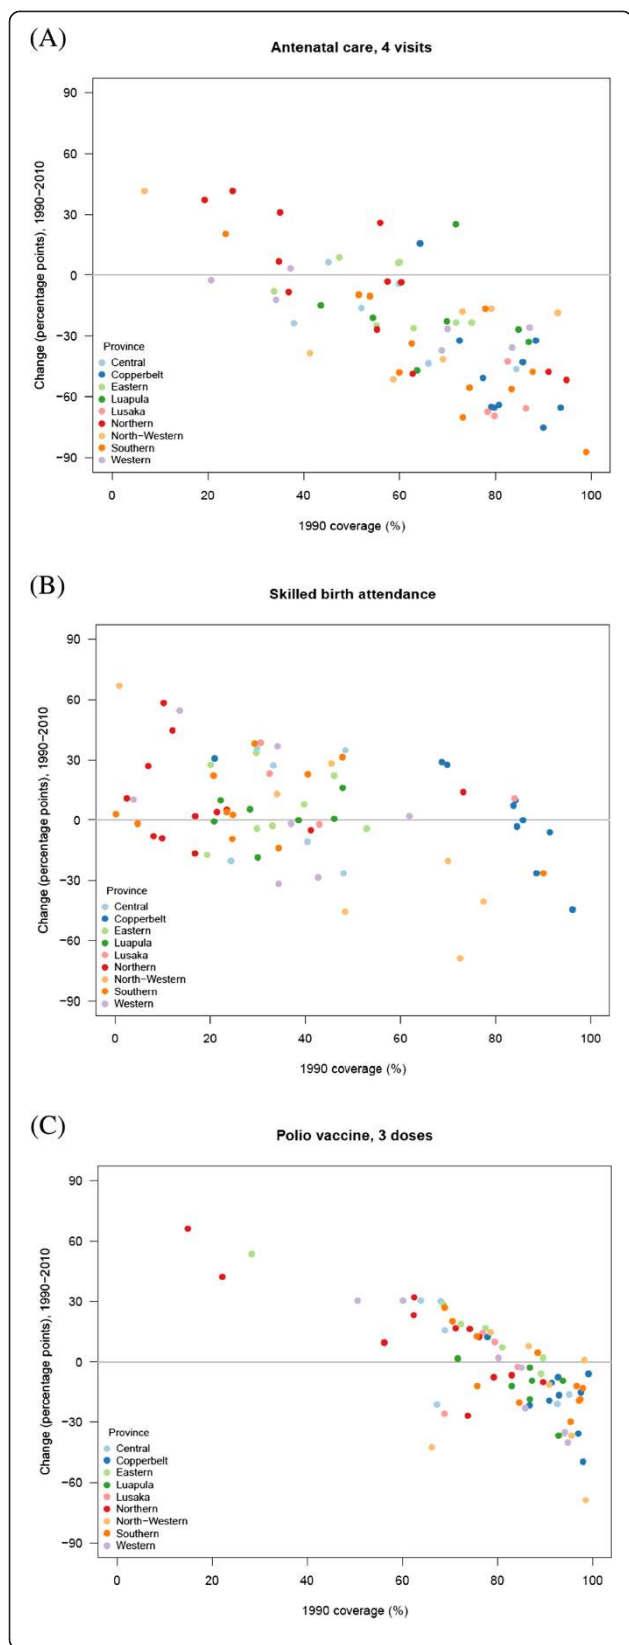 (A)
Antenatal care, 4 visits
Change (percentage points), 1990−2010
90
60
30
0
−30
−60
−90
Province
Central
Copperbelt
Eastern
Luapula
Lusaka
Northern
North−Western
Southern
Western
0 20 40 60 80 100
1990 coverage (%)
(B)
Skilled birth attendance
Change (percentage points), 1990−2010
90
60
30
0
−30
−60
−90
Province
Central
Copperbelt
Eastern
Luapula
Lusaka
Northern
North−Western
Southern
Western
0 20 40 60 80 100
1990 coverage (%)
(C)
Polio vaccine, 3 doses
Change (percentage points), 1990−2010
90
60
30
0
−30
−60
−90
Province
Central
Copperbelt
Eastern
Luapula
Lusaka
Northern
North−Western
Southern
Western
0 20 40 60 80 100
1990 coverage (%)